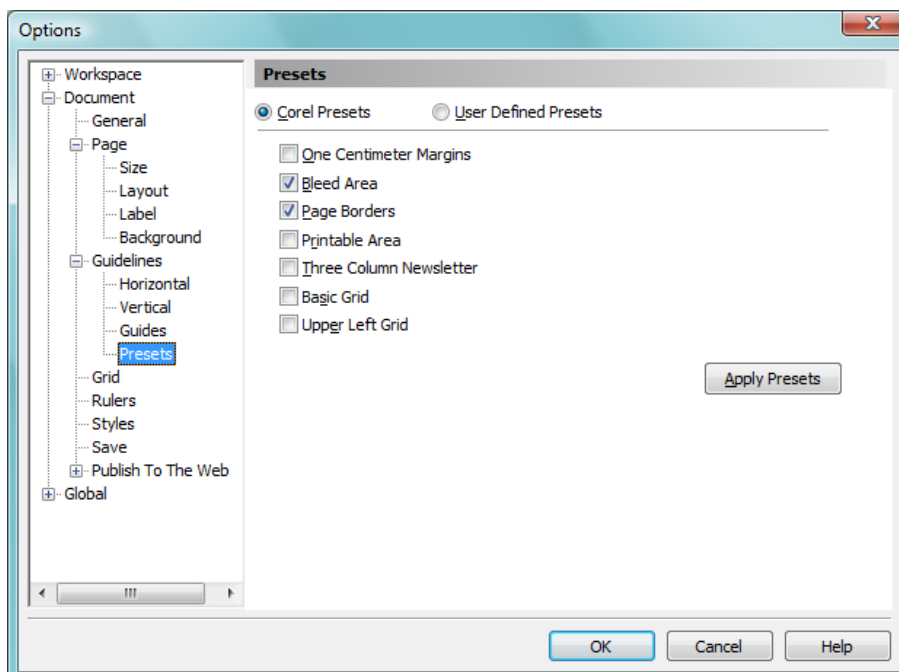 Options
Workspace
Document
General
Page
Size
Layout
Label
Background
Guidelines
Horizontal
Vertical
Guides
Presets
Grid
Rulers
Styles
Save
Publish To The Web
Global
Presets
Corel Presets User Defined Presets
One Centimeter Margins
Bleed Area
Page Borders
Printable Area
Three Column Newsletter
Basic Grid
Upper Left Grid
Apply Presets
OK Cancel Help